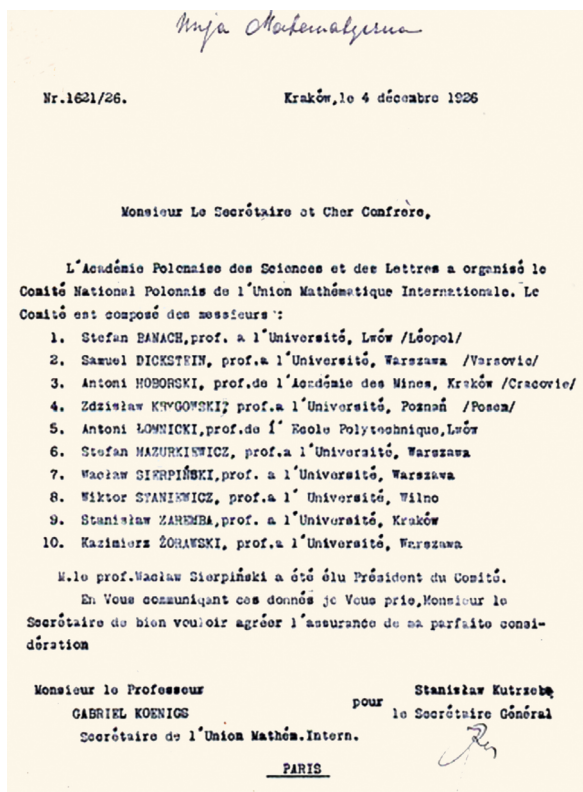 Unja Matematyczna
Nr.1621/26. Kraków,le 4 décembre 1926
Monsieur Le Secrétaire et Cher Confrère,
L'Académie Polonaise des Sciences et des Lettres a organisé le
Comité National Polonais de l'Union Mathématique Internationale. Le
Comité est composé des messieurs :
1. Stefan BANACH,prof. a l'Université, Lwów /Léopol/
2. Samuel DICKSTEIN, prof.a l'Université, Warszawa /Varsovie/
3. Antoni HOBORSKI, prof.de l'Académie des Mines, Kraków /Cracovie/
4. Zdzisław KRYGOWSKI, prof.a l'Université, Poznań /Posen/
5. Antoni ŁOMNICKI,prof.de l' Ecole Polytechnique,Lwów
6. Stefan MAZURKIEWICZ, prof.a l'Université, Warszawa
7. Wacław SIERPIŃSKI,prof. a l'Université, Warszawa
8. Wiktor STANIEWICZ, prof.a l' Université, Wilno
9. Stanisław ZAREMBA,prof. a l'Université, Kraków
10. Kazimierz ŻORAWSKI, prof.a l'Université, Warszawa
M.le prof.Wacław Sierpiński a été élu Président du Comité.
En Vous communiqant ces donnés je Vous prie,Monsieur le
Secrétaire de bien vouloir agréer l'assurance de ma parfaite consi-
dération
Monsieur le Professeur
GABRIEL KOENIGS
Secrétaire de l'Union Mathém.Intern.
PARIS
pour
Stanisław Kutrzeba
le Secrétaire Général